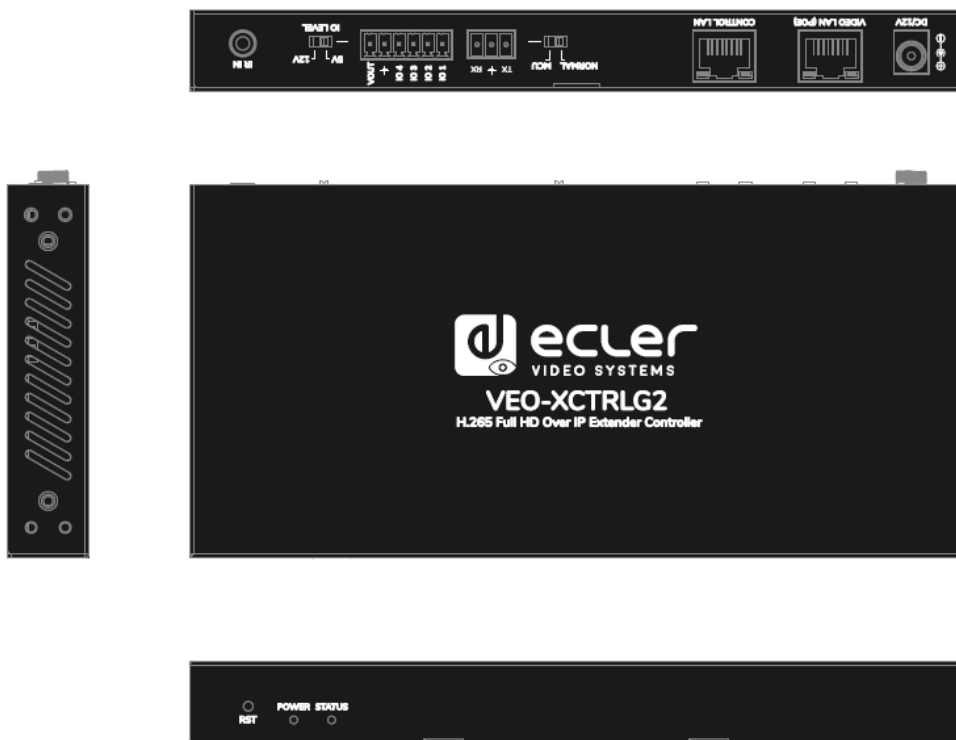 IO LEVEL
CONTROL LAN
VIDEO LAN (POE)
DC/12V
IR IN
12V
5V
VOUT
IO 4
IO 3
IO 2
IO 1
RX
TX
MCU
NORMAL
ecler
VIDEO SYSTEMS
VEO-XCTRLG2
H.265 Full HD Over IP Extender Controller
RST
POWER
STATUS